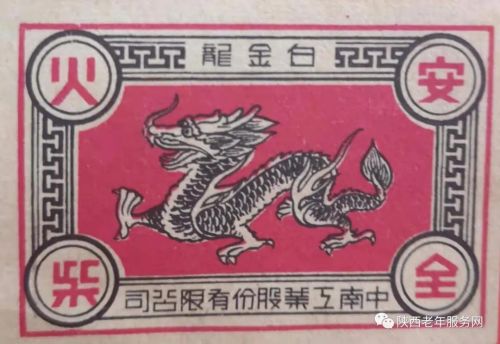 白金龍
安全
火柴
中南工業股份有限公司
陕西老年服务网